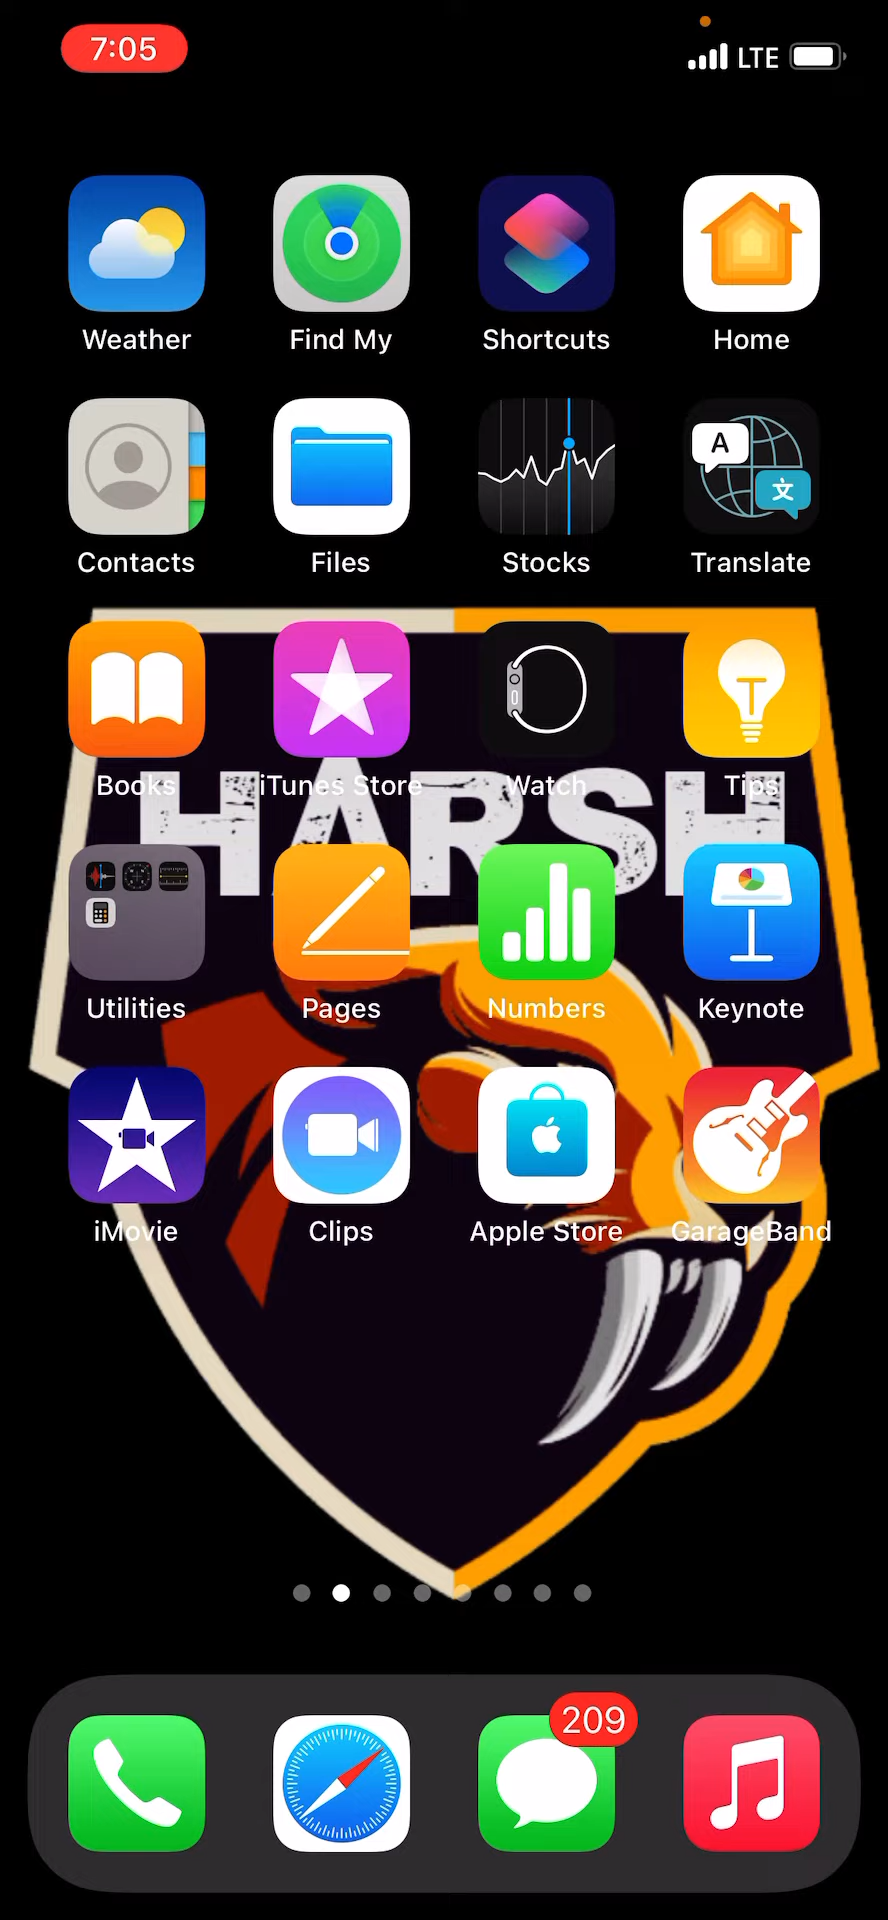 7:05
LTE
Weather
Find My
Shortcuts
Home
A
文
Contacts
Files
Stocks
Translate
Books
iTunes Store
Watch
Tips
HARSH
Utilities
Pages
Numbers
Keynote
iMovie
Clips
Apple Store
GarageBand
209